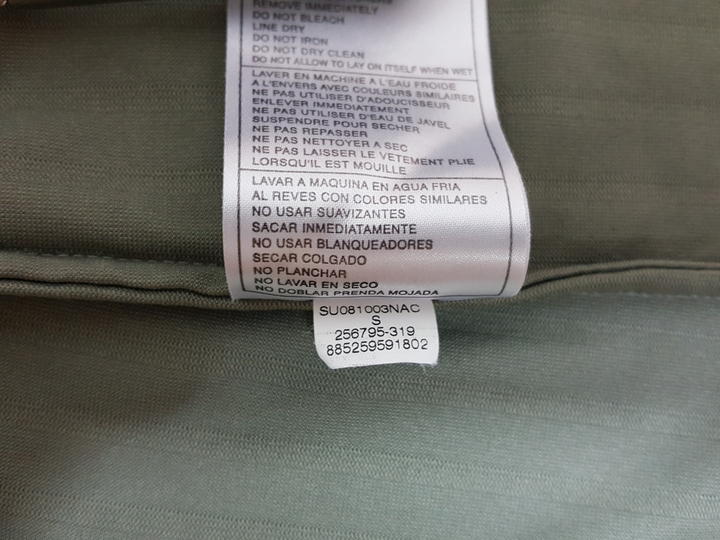 REMOVE IMMEDIATELY
DO NOT BLEACH
LINE DRY
DO NOT IRON
DO NOT DRY CLEAN
DO NOT ALLOW TO LAY ON ITSELF WHEN WET
LAVER EN MACHINE A L'EAU FROIDE
A L'ENVERS AVEC COULEURS SIMILAIRES
NE PAS UTILISER D'ADOUCISSEUR
ENLEVER IMMEDIATEMENT
NE PAS UTILISER D'EAU DE JAVEL
SUSPENDRE POUR SECHER
NE PAS REPASSER
NE PAS NETTOYER A SEC
NE PAS LAISSER LE VETEMENT PLIE
LORSQU'IL EST MOUILLE
LAVAR A MAQUINA EN AGUA FRIA
AL REVES CON COLORES SIMILARES
NO USAR SUAVIZANTES
SACAR INMEDIATAMENTE
NO USAR BLANQUEADORES
SECAR COLGADO
NO PLANCHAR
NO LAVAR EN SECO
NO DOBLAR PRENDA MOJADA
SU081003NAC
S
256795-319
885259591802